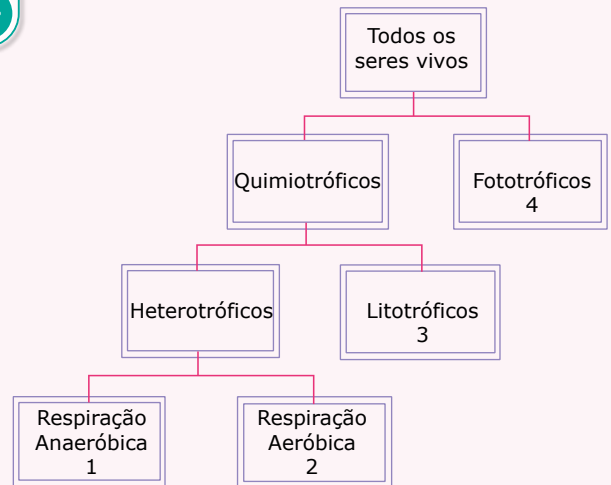 Todos os
seres vivos
Quimiotróficos
Fototróficos
4
Heterotróficos
Litotróficos
3
Respiração
Anaeróbica
1
Respiração
Aeróbica
2